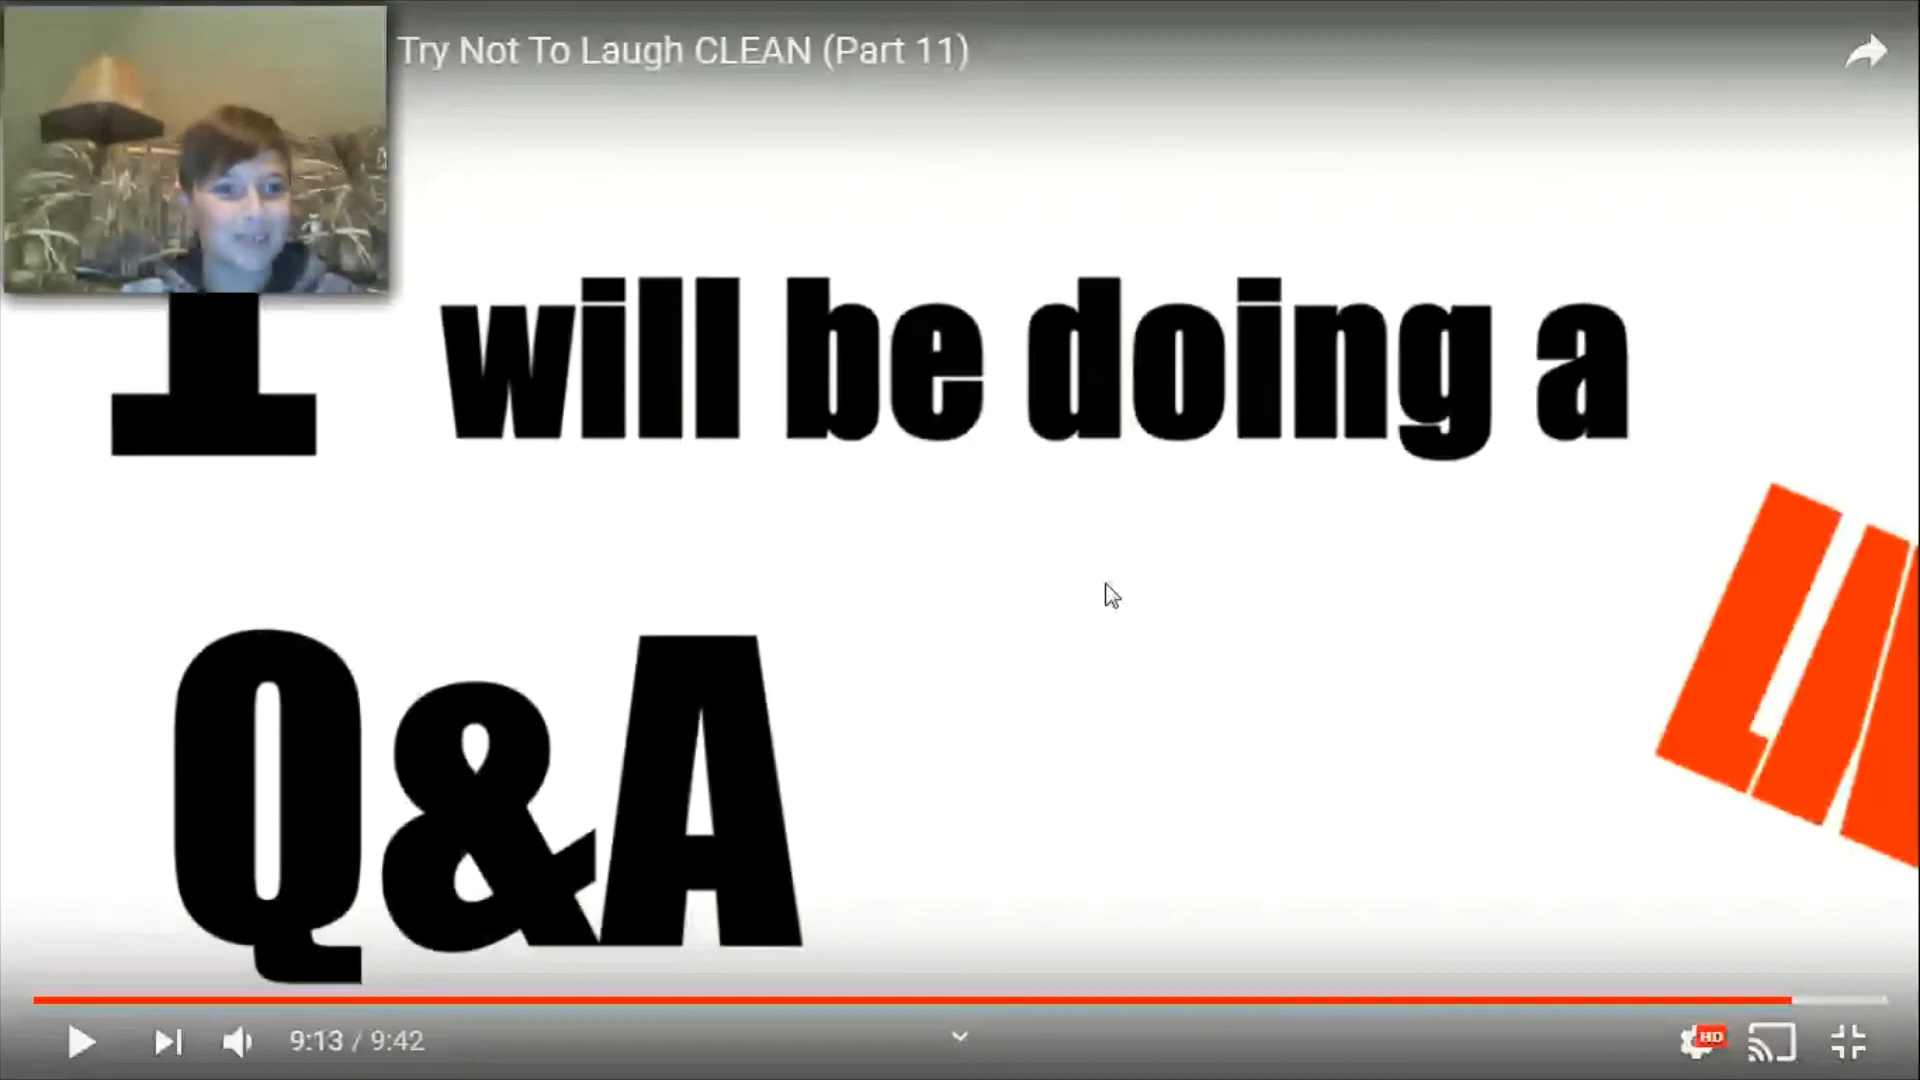 Try Not To Laugh CLEAN (Part 11)
I will be doing a
Q&A
9:13 / 9:42
HD